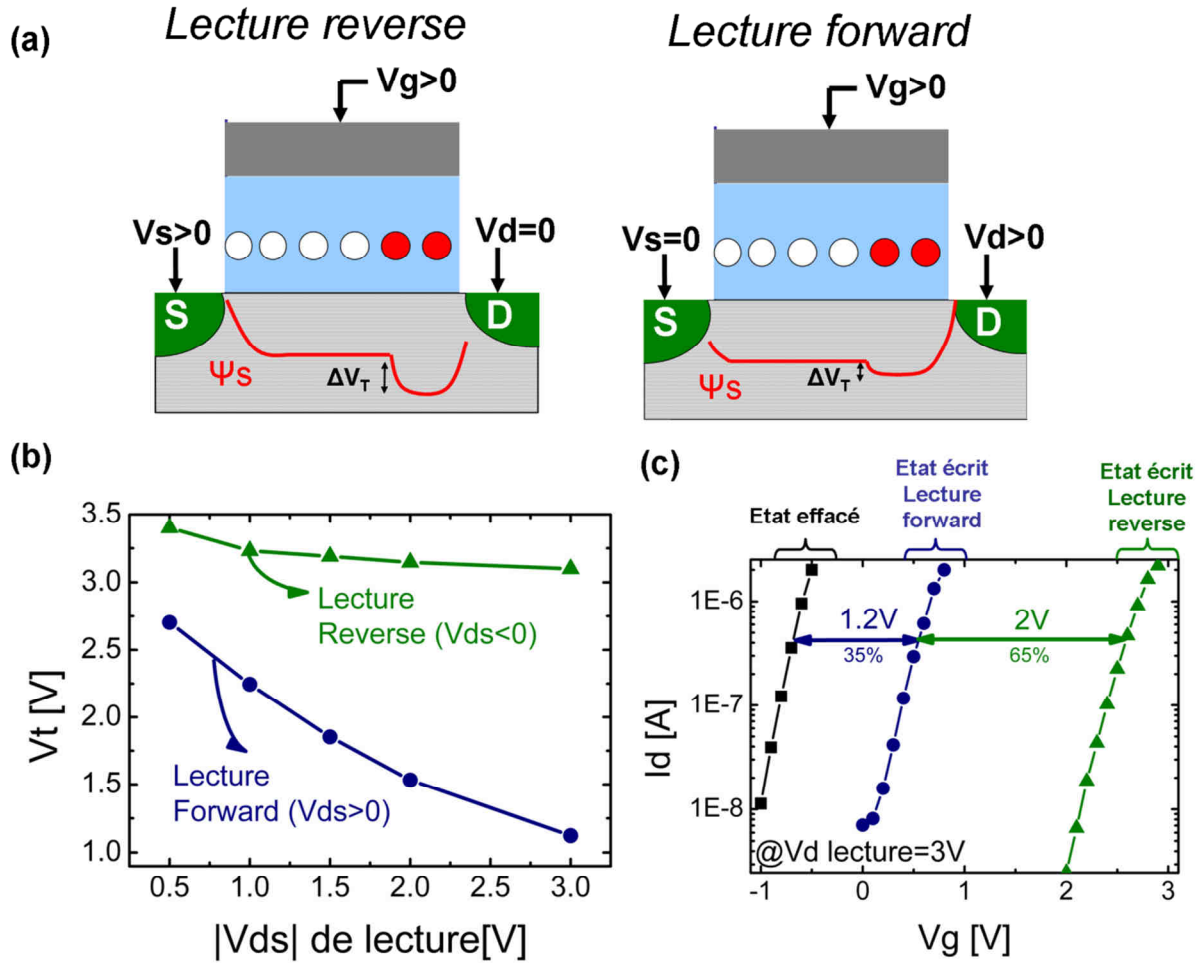 (a)
Lecture reverse
Lecture forward
Vg>0
Vg>0
Vs>0
Vd=0
Vs=0
Vd>0
S
D
S
D
ΨS
ΔVT
ΨS
ΔVT
(b)
3.5
3.0
2.5
2.0
1.5
1.0
Vt [V]
Lecture
Reverse (Vds<0)
Lecture
Forward (Vds>0)
0.5 1.0 1.5 2.0 2.5 3.0
|Vds| de lecture[V]
(c)
Etat effacé
Etat écrit
Lecture
forward
Etat écrit
Lecture
reverse
1E-6
1E-7
1E-8
Id [A]
1.2V
35%
2V
65%
@Vd lecture=3V
-1 0 1 2 3
Vg [V]